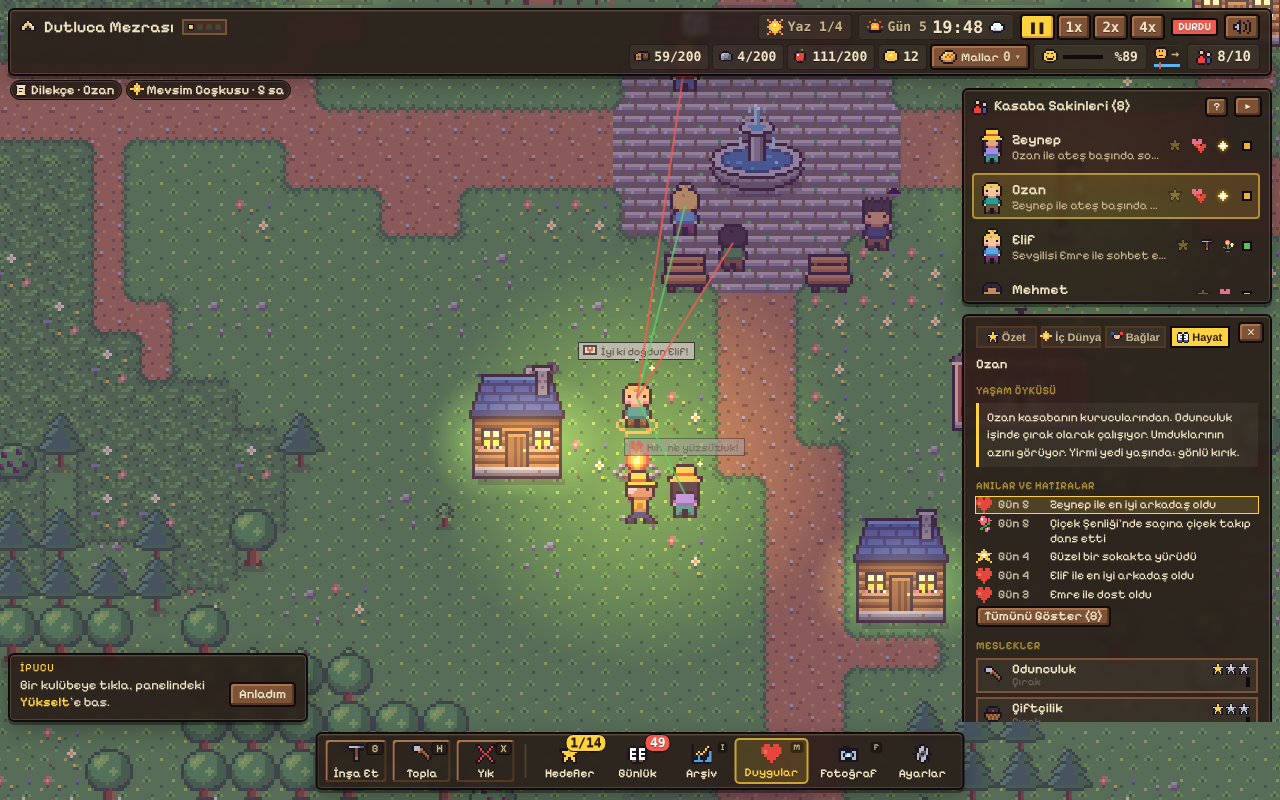 Dutluca Mezrası
Yaz 1/4
Gün 5 19:48
1x
2x
4x
DURDU
59/200
4/200
111/200
12
Mallar 0
%89
8/10
Dilekçe · Ozan
Mevsim Coşkusu · 8 sa
Kasaba Sakinleri (8)
?
Zeynep
Ozan ile ateş başında so...
Ozan
Zeynep ile ateş başında ...
Elif
Sevgilisi Emre ile sohbet e...
Mehmet
İyi ki doğdun Elif!
Hıh, ne yüzsüzlük!
Özet
İç Dünya
Bağlar
Hayat
Ozan
YAŞAM ÖYKÜSÜ
Ozan kasabanın kurucularından. Odunculuk
işinde çırak olarak çalışıyor. Umduklarının
azını görüyor. Yirmi yedi yaşında; gönlü kırık.
ANILAR VE HATIRALAR
Gün 5 Zeynep ile en iyi arkadaş oldu
Gün 5 Çiçek Şenliği'nde saçına çiçek takıp
dans etti
Gün 4 Güzel bir sokakta yürüdü
Gün 4 Elif ile en iyi arkadaş oldu
Gün 3 Emre ile dost oldu
Tümünü Göster (8)
MESLEKLER
Odunculuk
Çırak
Çiftçilik
Çırak
İPUCU
Bir kulübeye tıkla, panelindeki
Yükselt'e bas.
Anladım
B
İnşa Et
H
Topla
X
Yık
1/14
Hedefler
49
Günlük
I
Arşiv
M
Duygular
F
Fotoğraf
Ayarlar